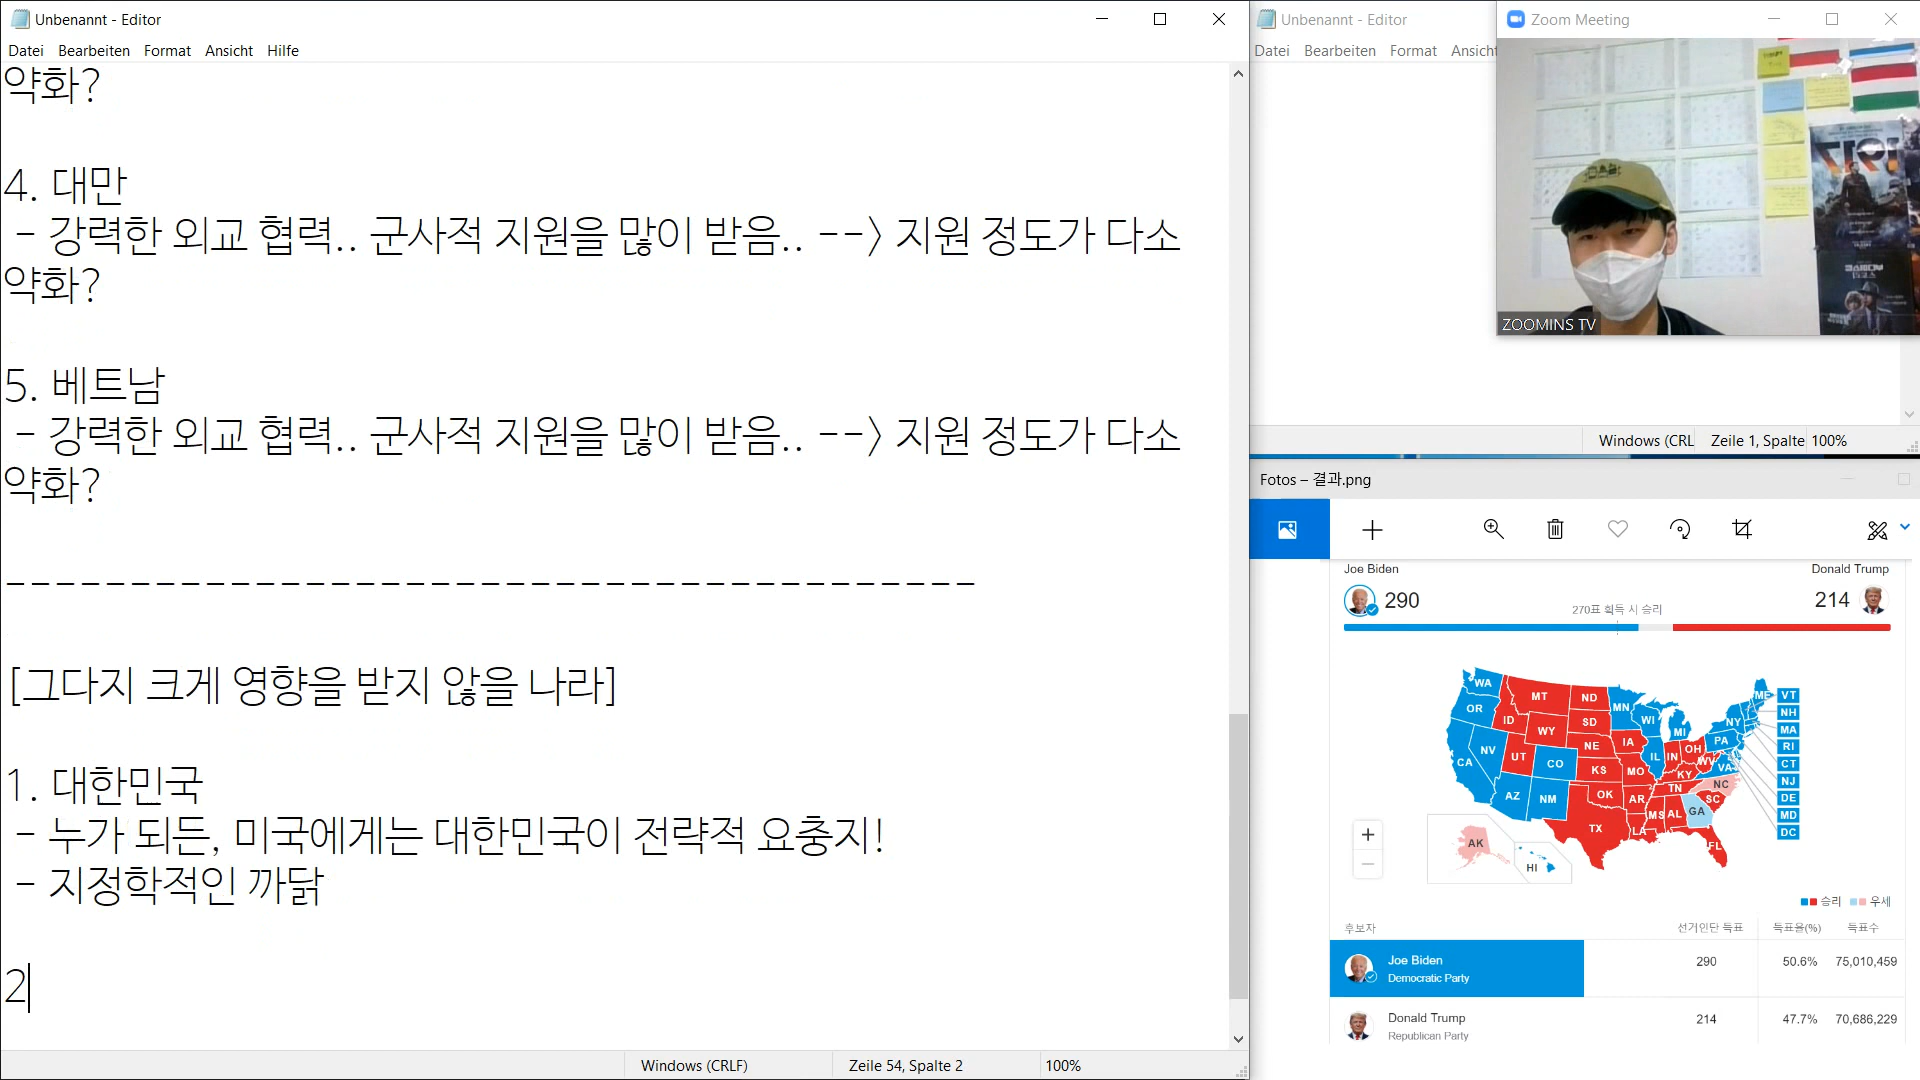 Unbenannt - Editor
Datei Bearbeiten Format Ansicht Hilfe
약화?
4. 대만
- 강력한 외교 협력.. 군사적 지원을 많이 받음.. --> 지원 정도가 다소
약화?
5. 베트남
- 강력한 외교 협력.. 군사적 지원을 많이 받음.. --> 지원 정도가 다소
약화?
---------------------------------------
[그다지 크게 영향을 받지 않을 나라]
1. 대한민국
- 누가 되든, 미국에게는 대한민국이 전략적 요충지!
- 지정학적인 까닭
2
Windows (CRLF) Zeile 54, Spalte 2 100%
Unbenannt - Editor
Datei Bearbeiten Format Ansicht
Zoom Meeting
ZOOMINS TV
Windows (CRL Zeile 1, Spalte 100%
Fotos – 결과.png
Joe Biden Donald Trump
290 270표 획득 시 승리 214
WA
OR
CA
NV
ID
MT
WY
UT
AZ
CO
NM
ND
SD
NE
KS
OK
TX
MN
IA
MO
AR
LA
WI
IL
MS
MI
IN
KY
TN
AL
OH
WV
VA
NC
SC
GA
FL
PA
NY
ME
VT
NH
MA
RI
CT
NJ
DE
MD
DC
AK
HI
승리 우세
후보자 선거인단 득표 득표율(%) 득표수
Joe Biden
Democratic Party
290 50.6% 75,010,459
Donald Trump
Republican Party
214 47.7% 70,686,229